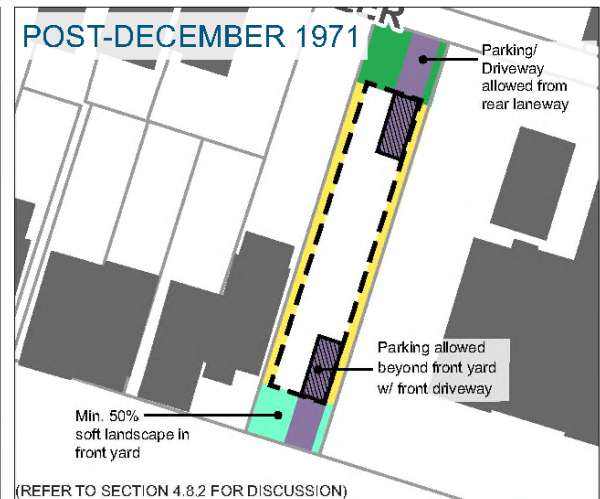 POST-DECEMBER 1971
Parking/
Driveway
allowed from
rear laneway
Parking allowed
beyond front yard
w/ front driveway
Min. 50%
soft landscape in
front yard
(REFER TO SECTION 4.8.2 FOR DISCUSSION)